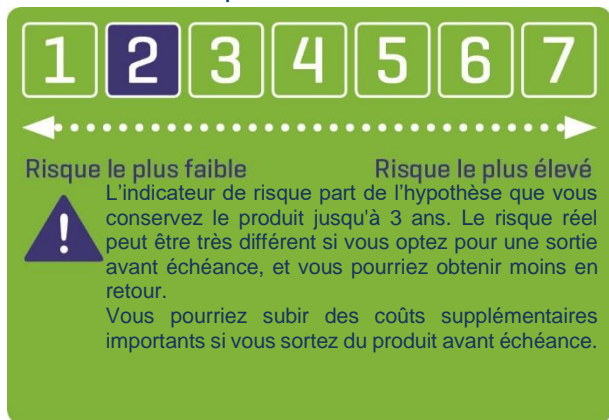 1 2 3 4 5 6 7
Risque le plus faible Risque le plus élevé
L'indicateur de risque part de l'hypothèse que vous
conservez le produit jusqu'à 3 ans. Le risque réel
peut être très différent si vous optez pour une sortie
avant échéance, et vous pourriez obtenir moins en
retour.
Vous pourriez subir des coûts supplémentaires
importants si vous sortez du produit avant échéance.